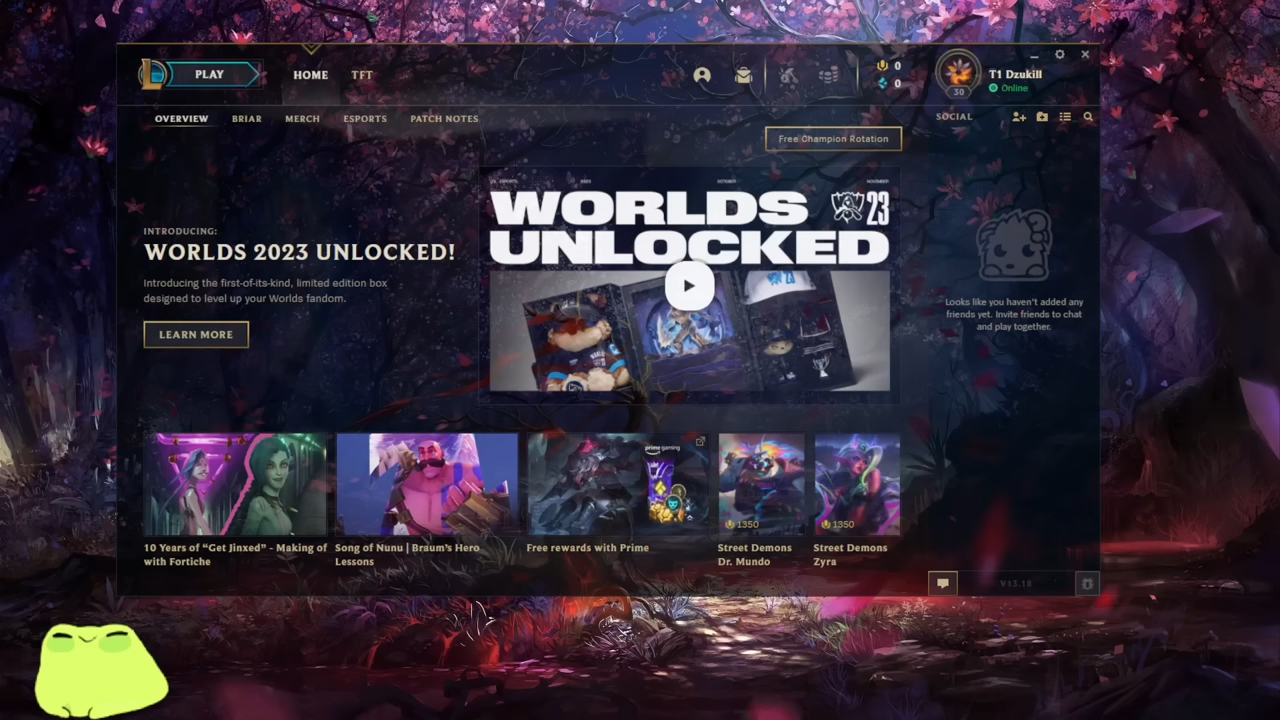 PLAY
HOME
TFT
0
0
30
T1 Dzukill
Online
OVERVIEW
BRIAR
MERCH
ESPORTS
PATCH NOTES
SOCIAL
Free Champion Rotation
INTRODUCING:
WORLDS 2023 UNLOCKED!
Introducing the first-of-its-kind, limited edition box
designed to level up your Worlds fandom.
LEARN MORE
OCTOBER
NOVEMBER
WORLDS
23
UNLOCKED
Looks like you haven't added any
friends yet. Invite friends to chat
and play together.
prime gaming
1350
1350
10 Years of “Get Jinxed” - Making of
with Fortiche
Song of Nunu | Braum's Hero
Lessons
Free rewards with Prime
Street Demons
Dr. Mundo
Street Demons
Zyra
V13.18